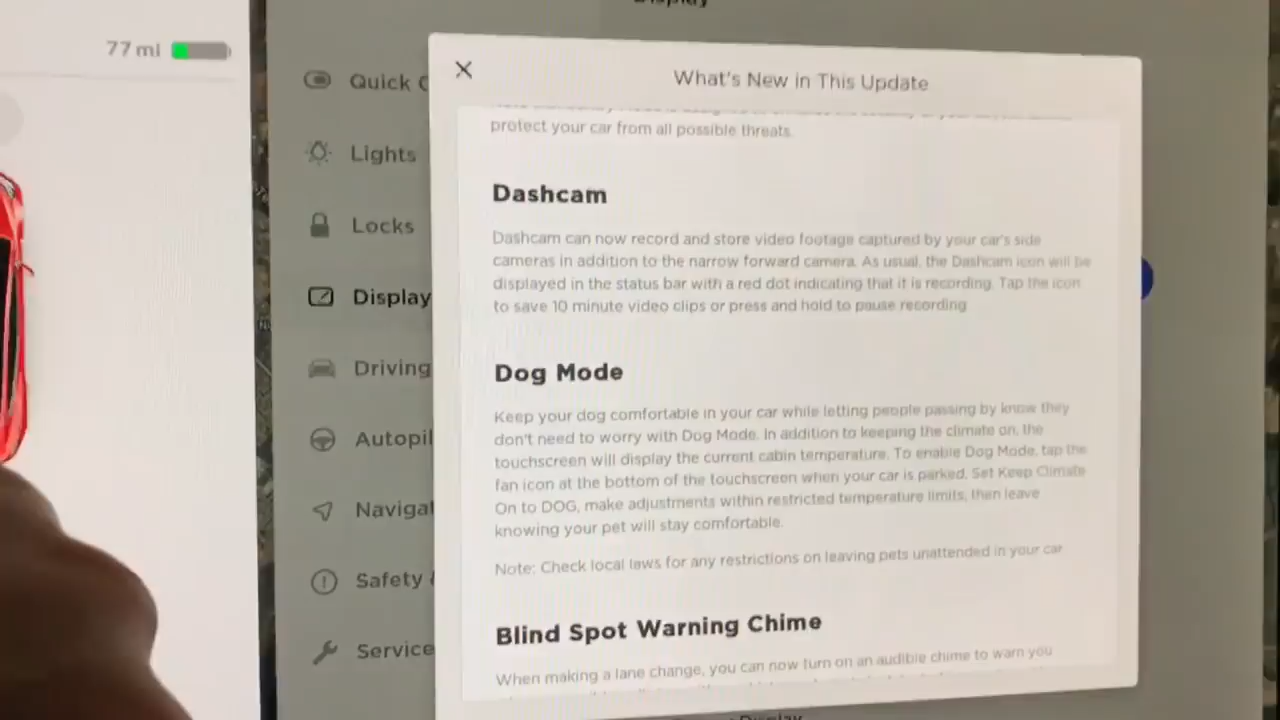 Display
77 mi
Quick C
Lights
Locks
Display
Driving
Autopil
Navigat
Safety
Service
What's New in This Update
protect your car from all possible threats.
Dashcam
Dashcam can now record and store video footage captured by your car's side
cameras in addition to the narrow forward camera. As usual, the Dashcam icon will be
displayed in the status bar with a red dot indicating that it is recording. Tap the icon
to save 10 minute video clips or press and hold to pause recording
Dog Mode
Keep your dog comfortable in your car while letting people passing by know they
don't need to worry with Dog Mode. In addition to keeping the climate on, the
touchscreen will display the current cabin temperature. To enable Dog Mode, tap the
fan icon at the bottom of the touchscreen when your car is parked, Set Keep Climate
On to DOG, make adjustments within restricted temperature limits, then leave
knowing your pet will stay comfortable.
Note: Check local laws for any restrictions on leaving pets unattended in your car
Blind Spot Warning Chime
When making a lane change, you can now turn on an audible chime to warn you
Display